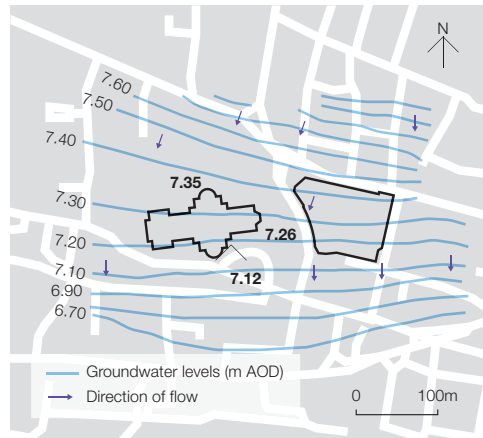 N
7.60
7.50
7.40
7.35
7.30
7.26
7.20
7.12
7.10
6.90
6.70
Groundwater levels (m AOD)
Direction of flow
0 100m